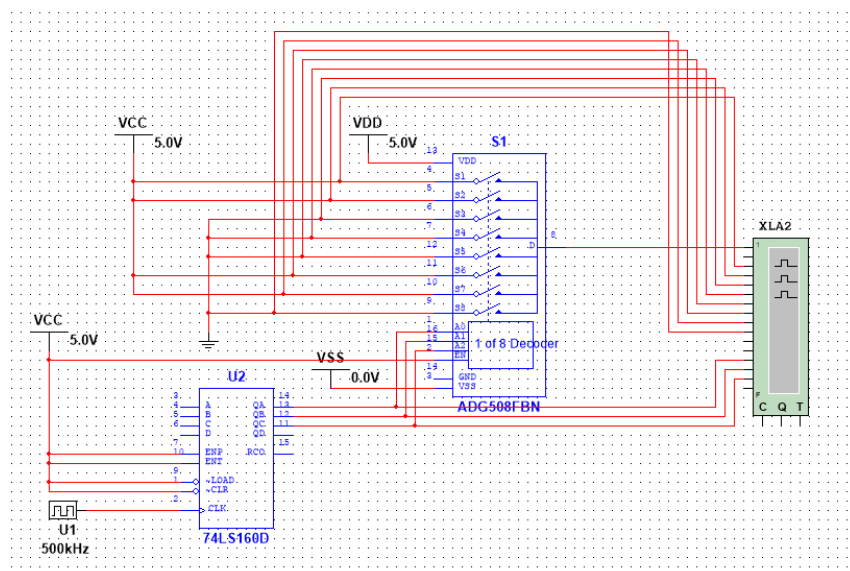 VCC
5.0V
VDD
5.0V
S1
13
VDD
4
S1
5
S2
6
S3
7
S4
12
S5
11
S6
10
S7
9
S8
D
8
1
A0
16
A1
15
A2
2
EN
1 of 8 Decoder
14
GND
3
VSS
ADG508FBN
XLA2
1
F
C Q T
VCC
5.0V
VSS
0.0V
U2
3
A
4
B
5
C
6
D
7
ENP
10
ENT
9
~LOAD
1
~CLR
2
CLK
14
QA
13
QB
12
QC
11
QD
15
RCO
74LS160D
U1
500kHz